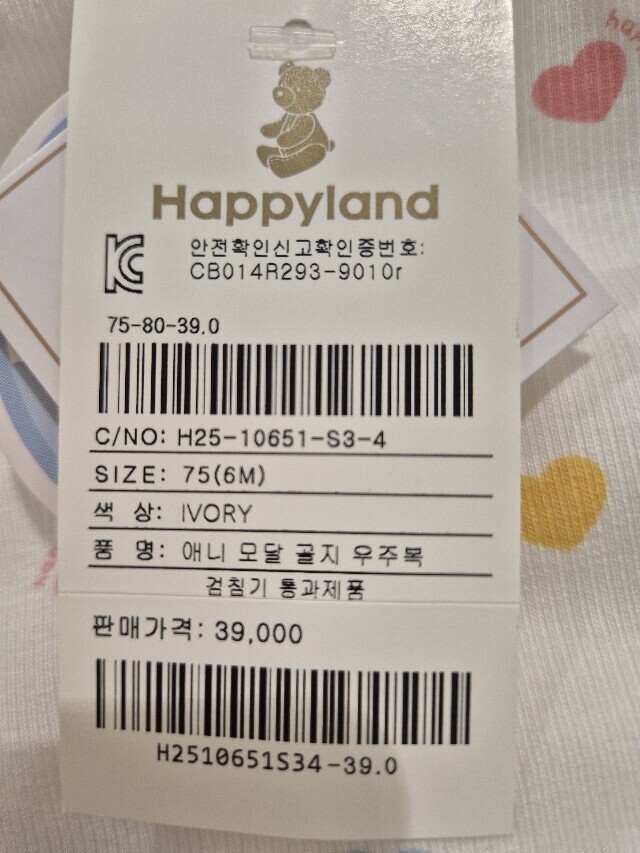 Happyland
안전확인신고확인증번호:
CB014R293-9010r
75-80-39.0
C/NO: H25-10651-S3-4
SIZE: 75(6M)
색 상: IVORY
품 명: 애니 모달 골지 우주복
검침기 통과제품
판매가격: 39,000
H2510651S34-39.0